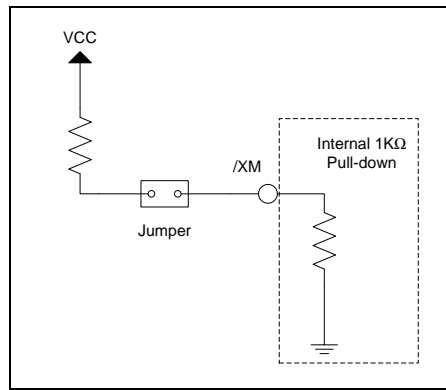 VCC
Internal 1KΩ
Pull-down
/XM
Jumper